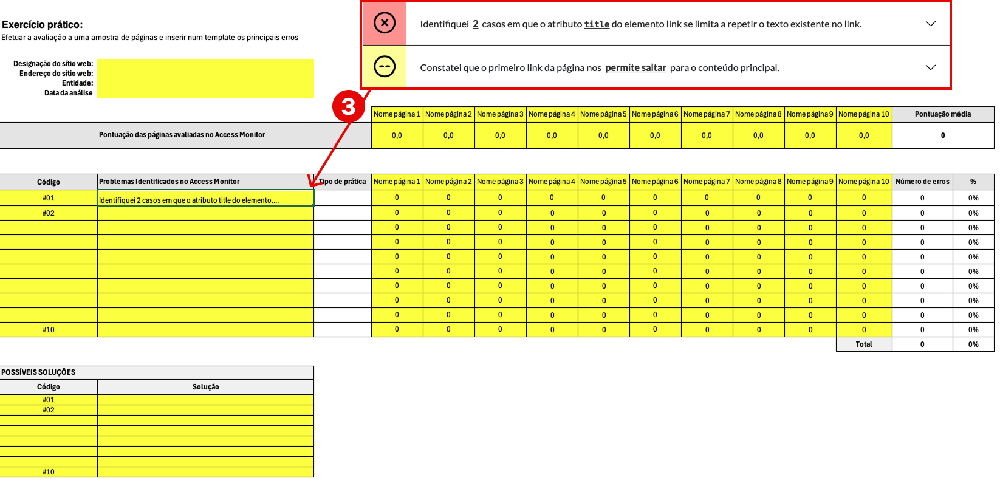 Identifiquei 2 casos em que o atributo title do elemento link se limita a repetir o texto existente no link.
Constatei que o primeiro link da página nos permite saltar para o conteúdo principal.
Exercício prático:
Efetuar a avaliação a uma amostra de páginas e inserir num template os principais erros
Designação do sítio web:
Endereço do sítio web:
Entidade:
Data da análise
3
Nome página 1 Nome página 2 Nome página 3 Nome página 4 Nome página 5 Nome página 6 Nome página 7 Nome página 8 Nome página 9 Nome página 10 Pontuação média
Pontuação das páginas avaliadas no Access Monitor 0,0 0,0 0,0 0,0 0,0 0,0 0,0 0,0 0,0 0,0 0
Código Problemas Identificados no Access Monitor Tipo de prática Nome página 1 Nome página 2 Nome página 3 Nome página 4 Nome página 5 Nome página 6 Nome página 7 Nome página 8 Nome página 9 Nome página 10 Número de erros %
#01 Identifiquei 2 casos em que o atributo title do elemento.... 0 0 0 0 0 0 0 0 0 0 0 0%
#02 0 0 0 0 0 0 0 0 0 0 0 0%
0 0 0 0 0 0 0 0 0 0 0 0%
0 0 0 0 0 0 0 0 0 0 0 0%
0 0 0 0 0 0 0 0 0 0 0 0%
0 0 0 0 0 0 0 0 0 0 0 0%
0 0 0 0 0 0 0 0 0 0 0 0%
0 0 0 0 0 0 0 0 0 0 0 0%
0 0 0 0 0 0 0 0 0 0 0 0%
#10 0 0 0 0 0 0 0 0 0 0 0 0%
Total 0 0%
POSSÍVEIS SOLUÇÕES
Código Solução
#01
#02
#10